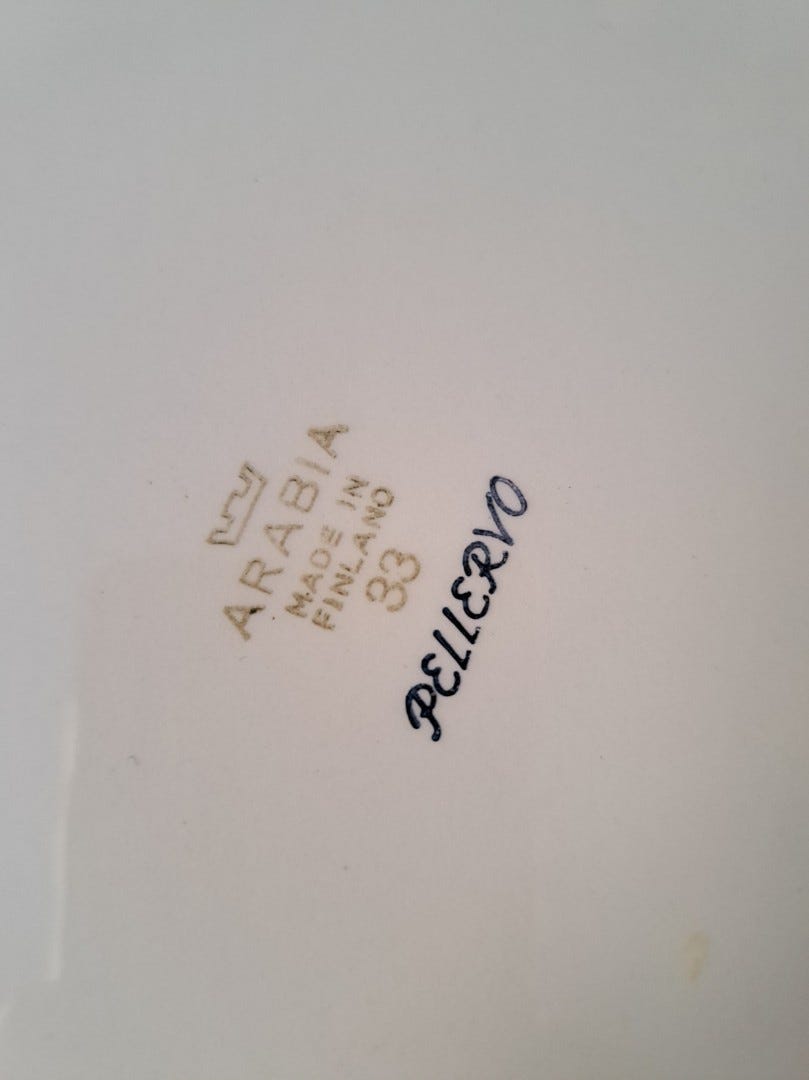 ARABIA
MADE IN
FINLAND
33
PELLERVO